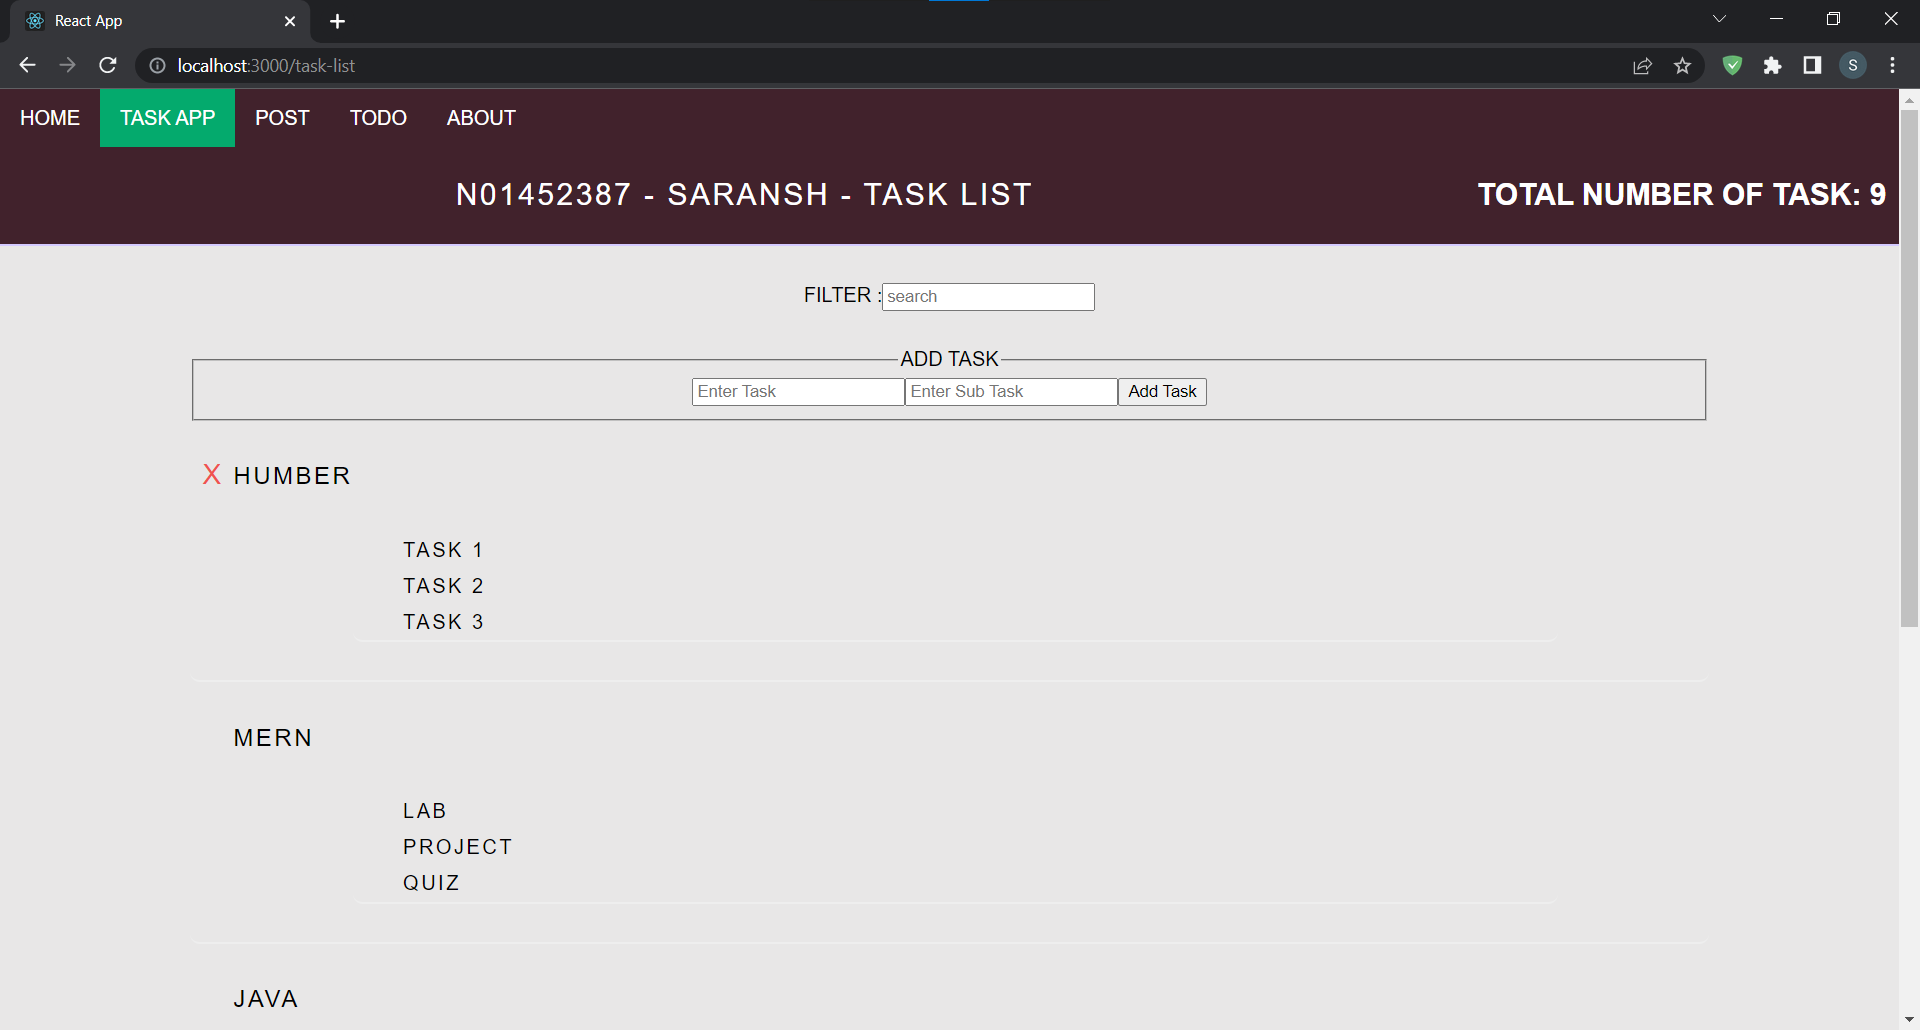 React App
localhost:3000/task-list
S
HOME TASK APP POST TODO ABOUT
N01452387 - SARANSH - TASK LIST
TOTAL NUMBER OF TASK: 9
FILTER : search
ADD TASK
Enter Task Enter Sub Task Add Task
X HUMBER
TASK 1
TASK 2
TASK 3
MERN
LAB
PROJECT
QUIZ
JAVA